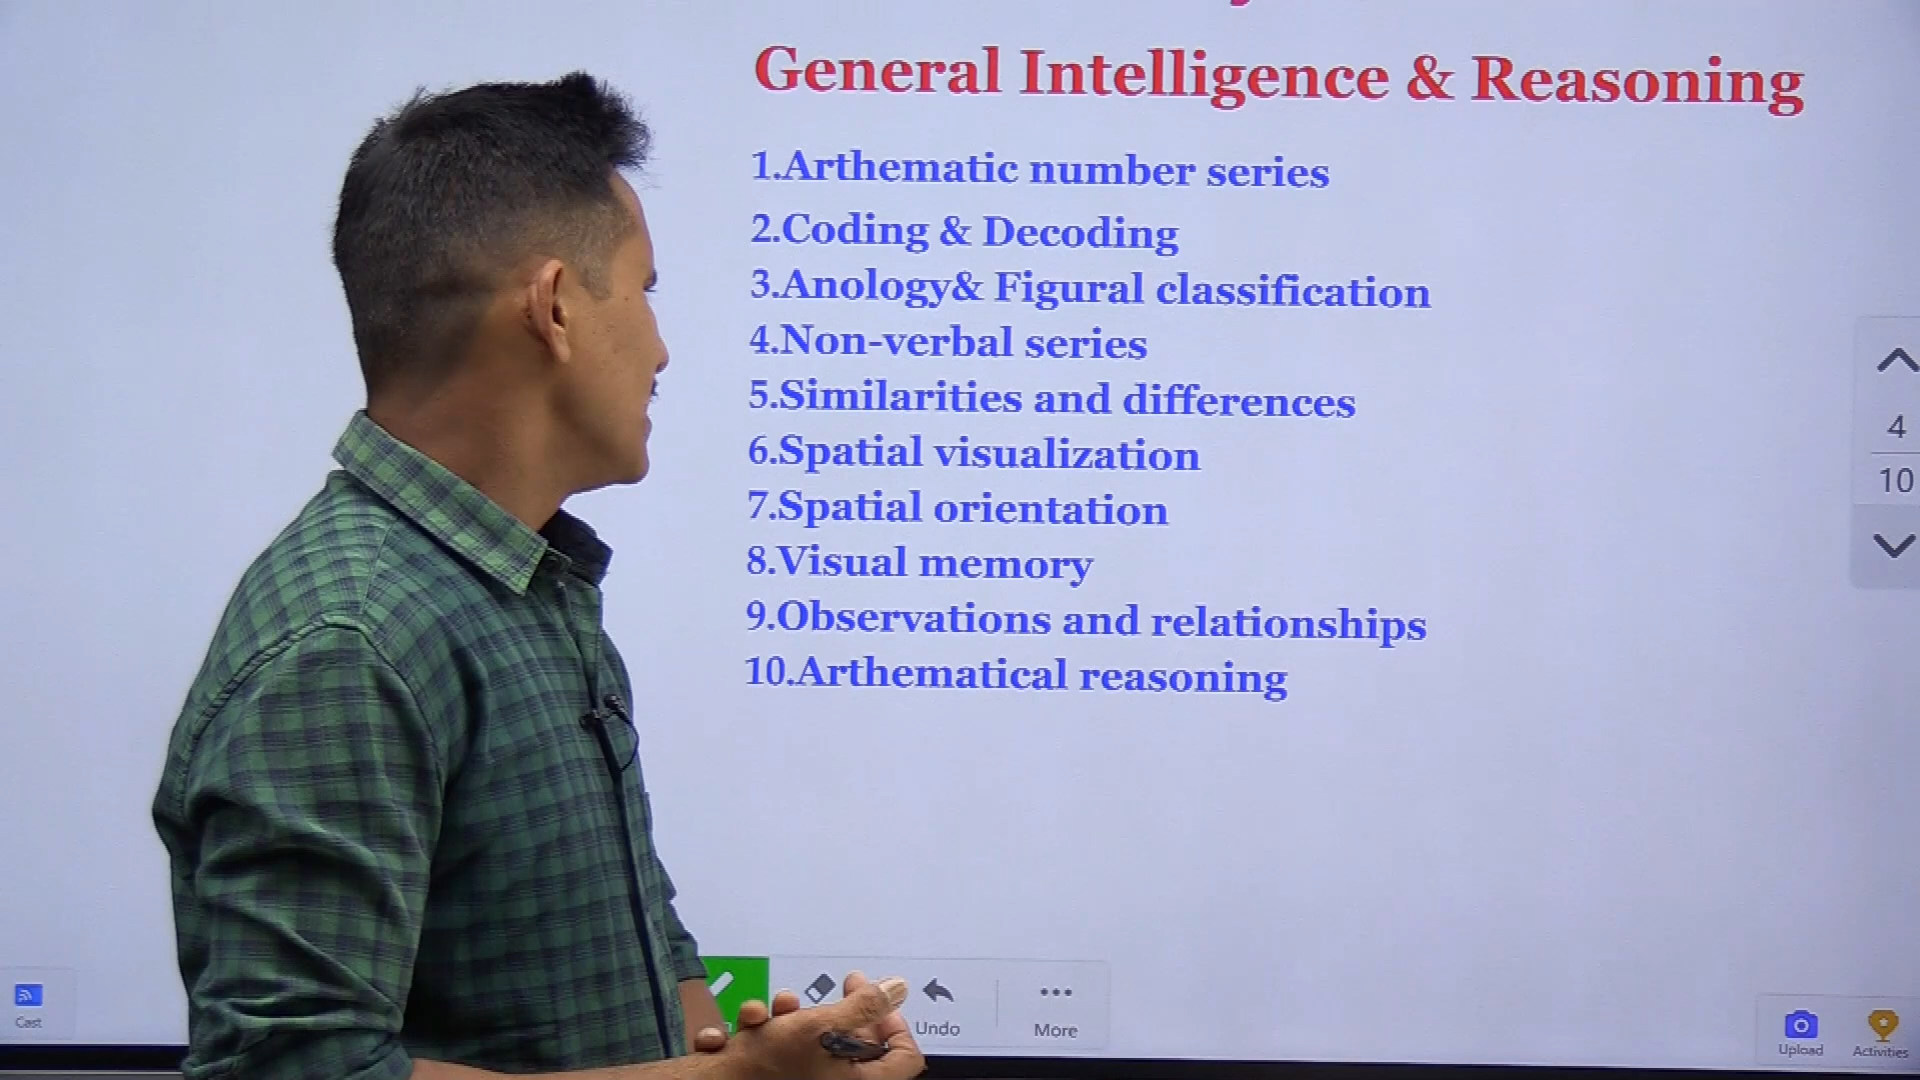 General Intelligence & Reasoning
1.Arthematic number series
2.Coding & Decoding
3.Anology& Figural classification
4.Non-verbal series
5.Similarities and differences
6.Spatial visualization
7.Spatial orientation
8.Visual memory
9.Observations and relationships
10.Arthematical reasoning
4
10
Cast
Undo
More
Upload
Activities